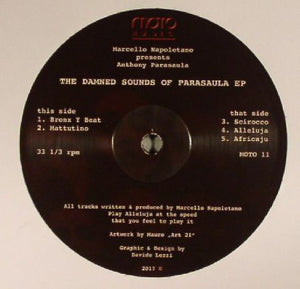 moto
MUSIC
Marcello Napoletano
presents
Anthony Parasaula
THE DAMNED SOUNDS OF PARASAULA EP
this side
1. Bronx Y Beat
2. Mattutino
that side
3. Scirocco
4. Alleluja
5. Africaju
33 1/3 rpm
MOTO 11
All tracks written & produced by Marcello Napoletano
Play Alleluja at the speed
that you feel to play it
Artwork by Mauro „Art 21"
Graphic & Design by
Davide Lezzi